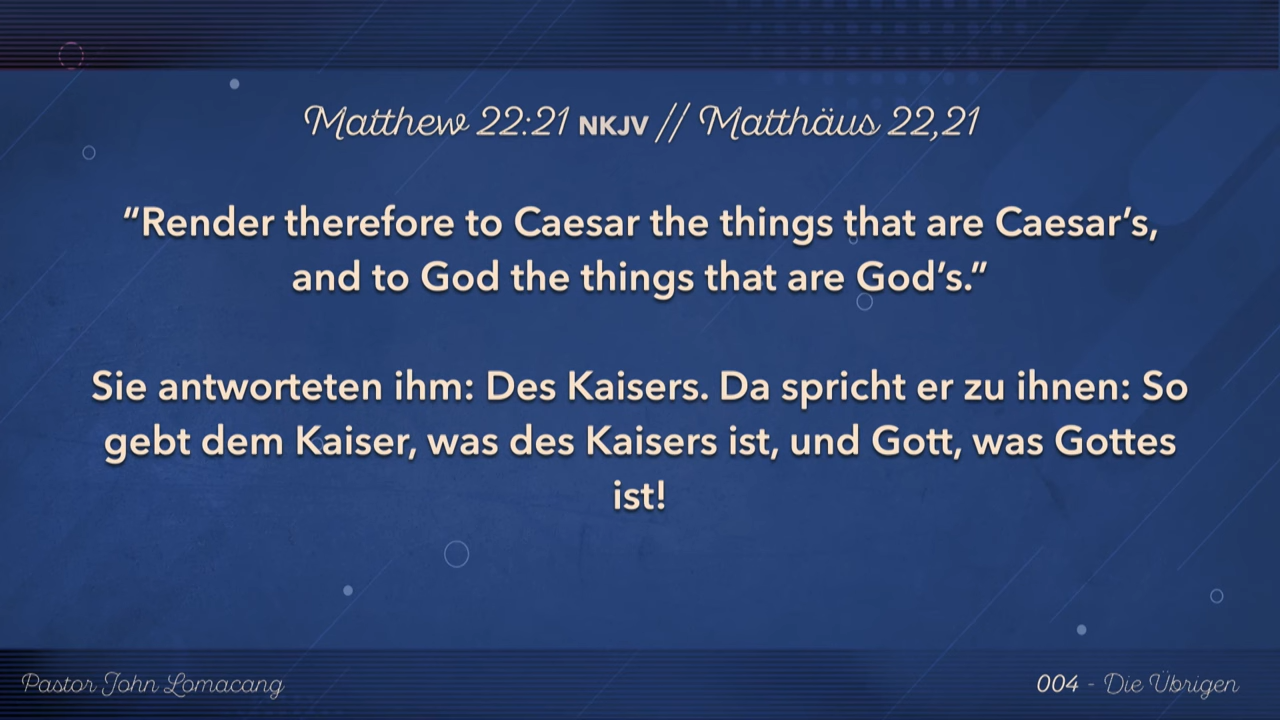 Matthew 22:21 NKJV // Matthäus 22,21
“Render therefore to Caesar the things that are Caesar’s,
and to God the things that are God’s.”
Sie antworteten ihm: Des Kaisers. Da spricht er zu ihnen: So
gebt dem Kaiser, was des Kaisers ist, und Gott, was Gottes
ist!
Pastor John Lomacang
004 - Die Übrigen